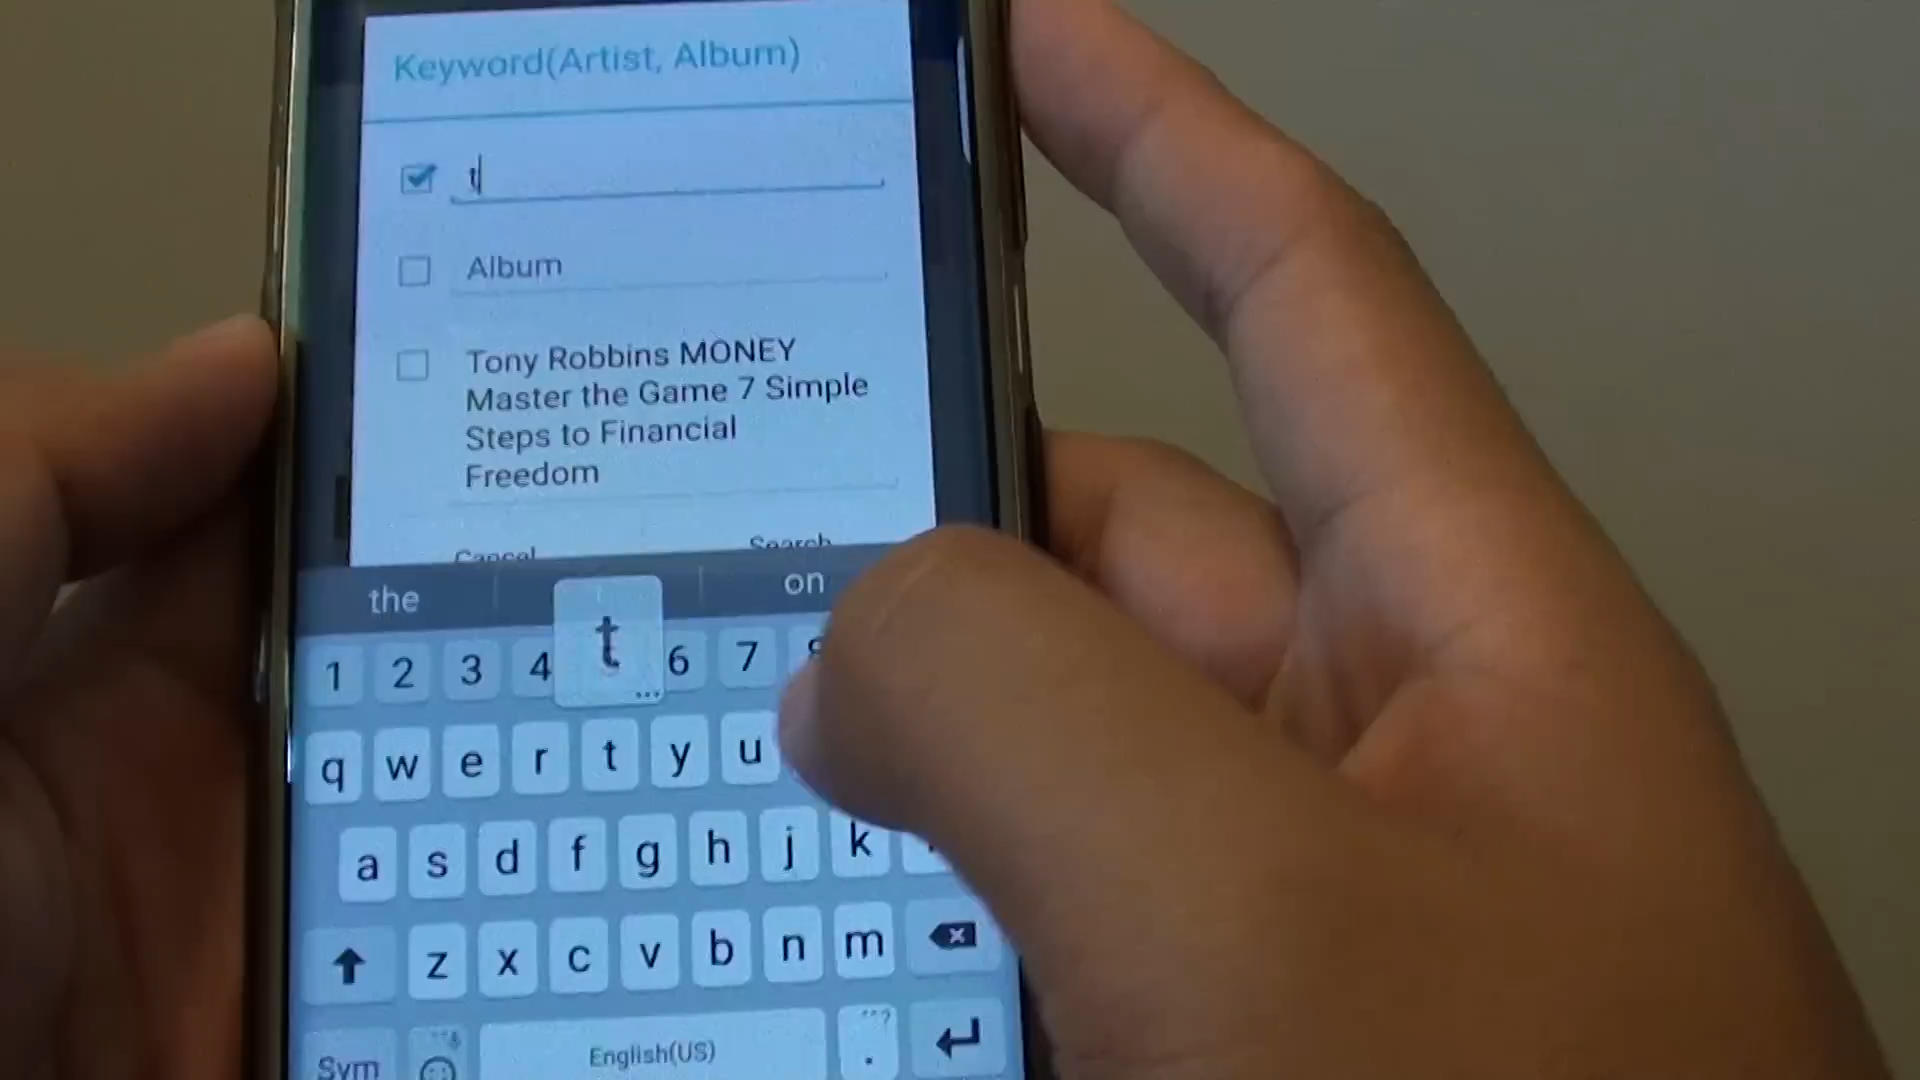 Keyword(Artist, Album)
t
Album
Tony Robbins MONEY
Master the Game 7 Simple
Steps to Financial
Freedom
Cancel Search
the on
t
1 2 3 4 6 7
q w e r t y u
a s d f g h j k
z x c v b n m
Sym English(US) .